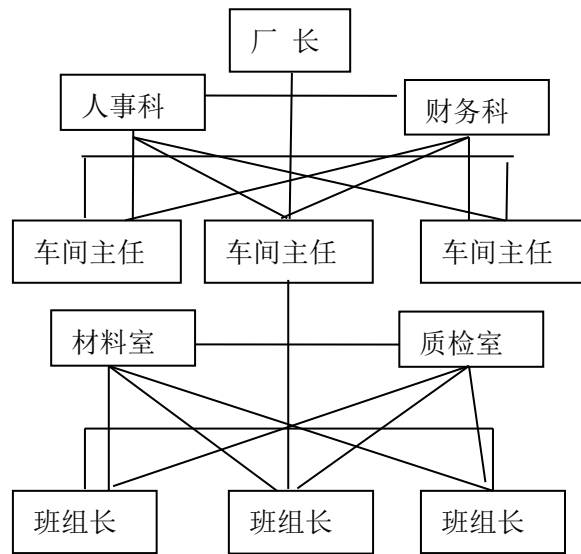 厂 长
人事科
财务科
车间主任
车间主任
车间主任
材料室
质检室
班组长
班组长
班组长